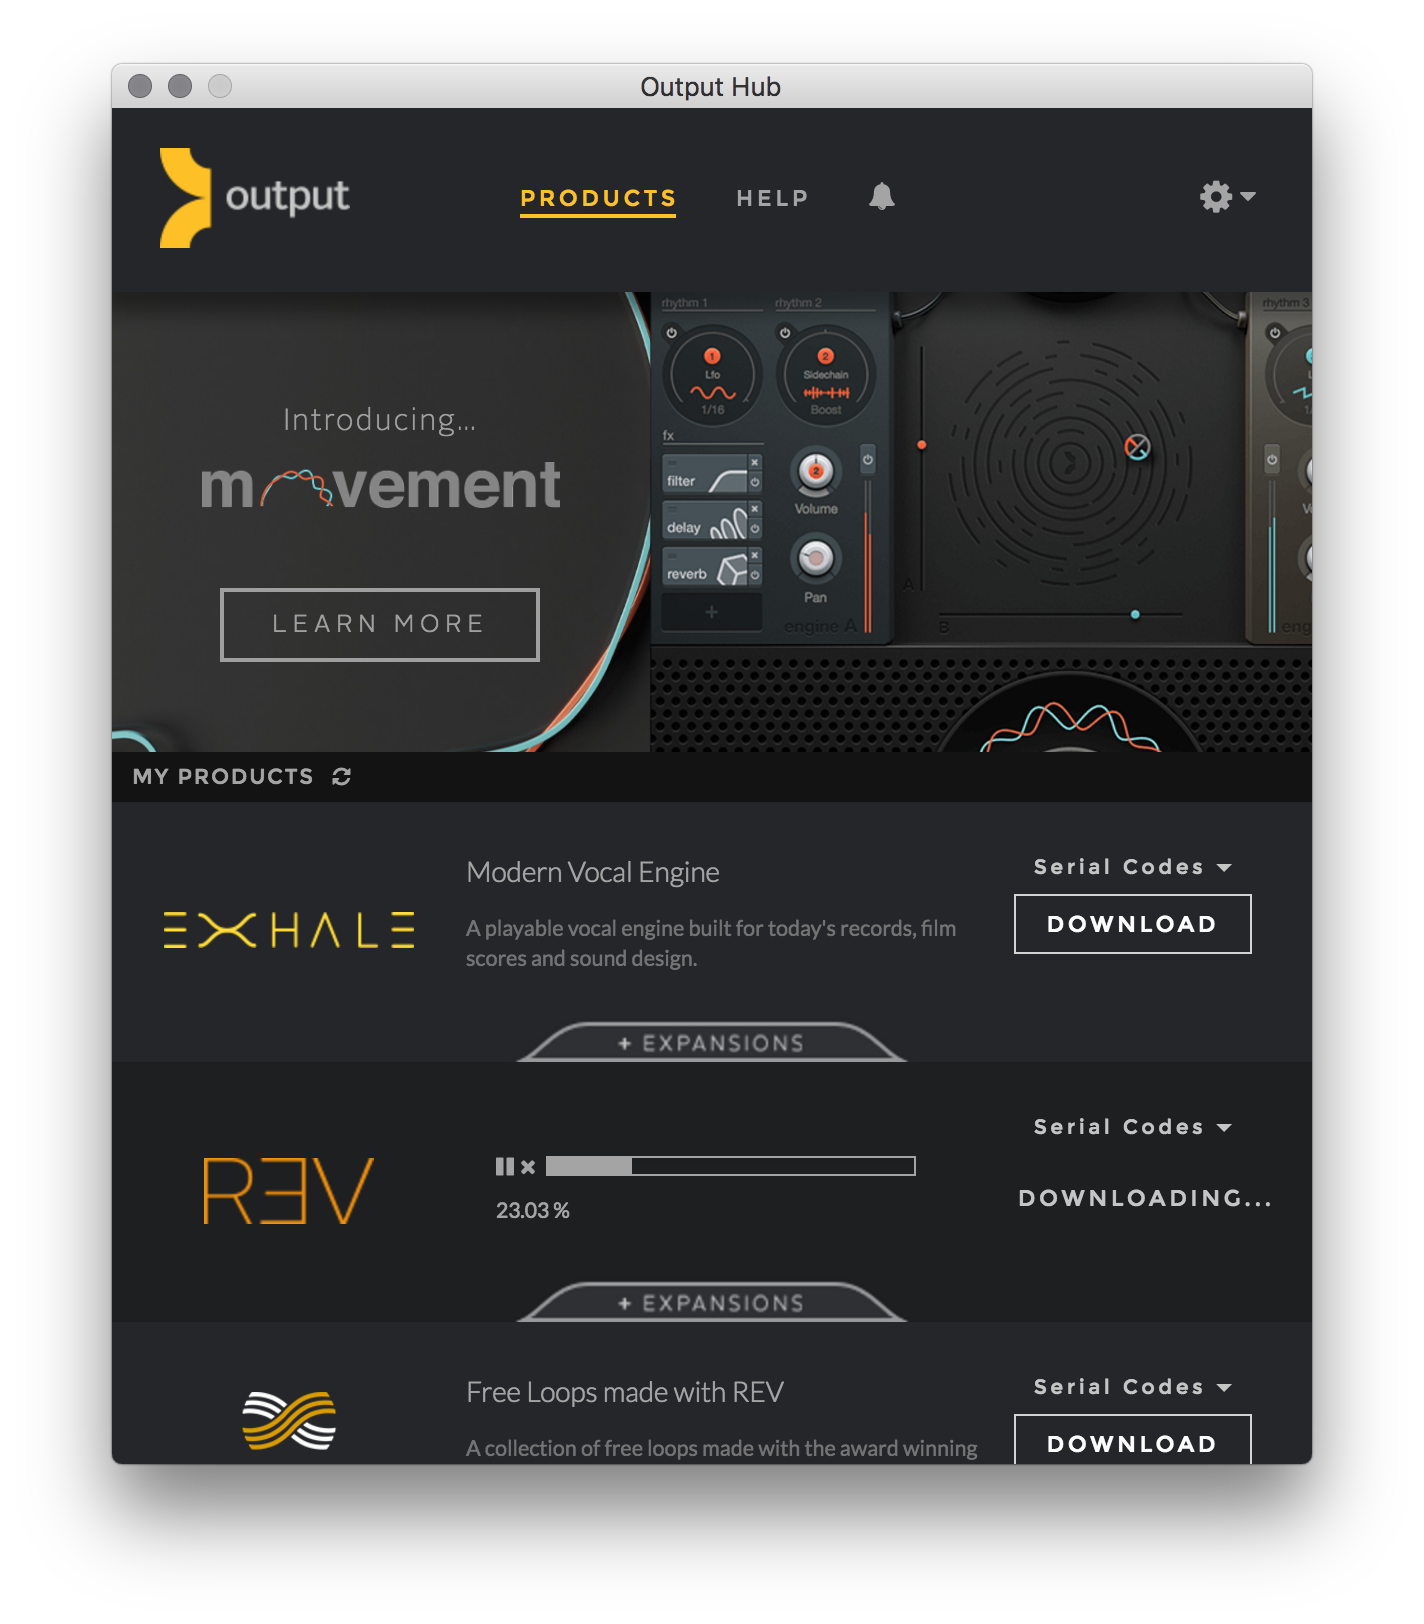 Output Hub
output
PRODUCTS
HELP
Introducing...
movement
LEARN MORE
rhythm 1
rhythm 2
rhythm 3
1
Lfo
1/16
2
Sidechain
Boost
fx
filter
delay
reverb
+
2
Volume
Pan
engine A
A
B
MY PRODUCTS
EXHALE
Modern Vocal Engine
A playable vocal engine built for today's records, film
scores and sound design.
Serial Codes
DOWNLOAD
+ EXPANSIONS
REV
23.03 %
Serial Codes
DOWNLOADING...
+ EXPANSIONS
Free Loops made with REV
A collection of free loops made with the award winning
Serial Codes
DOWNLOAD